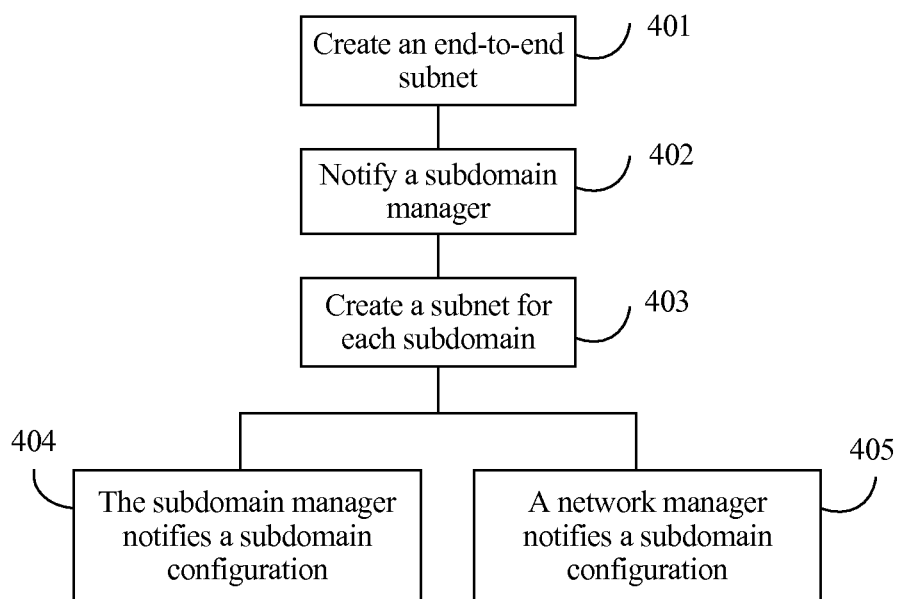 Create an end-to-end
subnet
401
Notify a subdomain
manager
402
Create a subnet for
each subdomain
403
404
The subdomain manager
notifies a subdomain
configuration
405
A network manager
notifies a subdomain
configuration